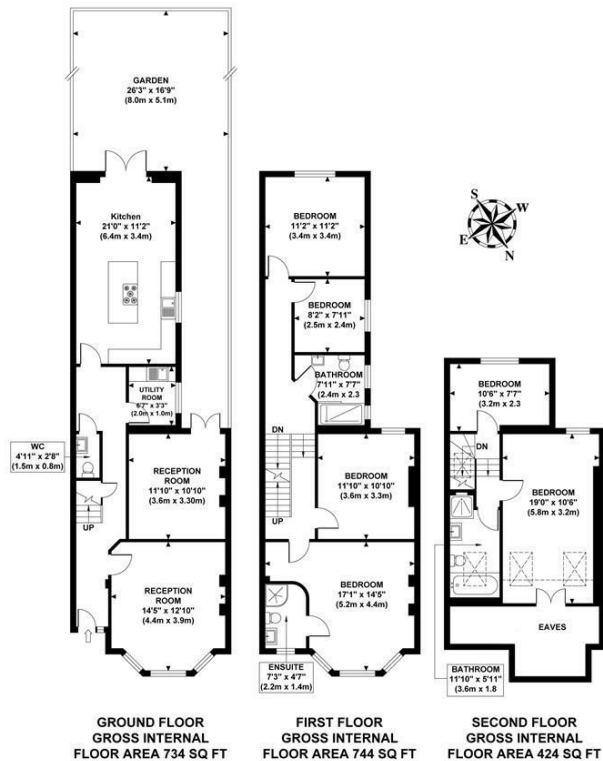 GARDEN
26'3" x 16'9"
(8.0m x 5.1m)
Kitchen
21'0" x 11'2"
(6.4m x 3.4m)
UTILITY
ROOM
6'7" x 3'3"
(2.0m x 1.0m)
WC
4'11" x 2'8"
(1.5m x 0.8m)
UP
RECEPTION
ROOM
11'10" x 10'10"
(3.6m x 3.30m)
RECEPTION
ROOM
14'5" x 12'10"
(4.4m x 3.9m)
GROUND FLOOR
GROSS INTERNAL
FLOOR AREA 734 SQ FT
BEDROOM
11'2" x 11'2"
(3.4m x 3.4m)
BEDROOM
8'2" x 7'11"
(2.5m x 2.4m)
BATHROOM
7'11" x 7'7"
(2.4m x 2.3
DN
UP
BEDROOM
11'10" x 10'10"
(3.6m x 3.3m)
BEDROOM
17'1" x 14'5"
(5.2m x 4.4m)
ENSUITE
7'3" x 4'7"
(2.2m x 1.4m)
FIRST FLOOR
GROSS INTERNAL
FLOOR AREA 744 SQ FT
S
W
E
N
BEDROOM
10'6" x 7'7"
(3.2m x 2.3
DN
BEDROOM
19'0" x 10'6"
(5.8m x 3.2m)
EAVES
BATHROOM
11'10" x 5'11"
(3.6m x 1.8
SECOND FLOOR
GROSS INTERNAL
FLOOR AREA 424 SQ FT